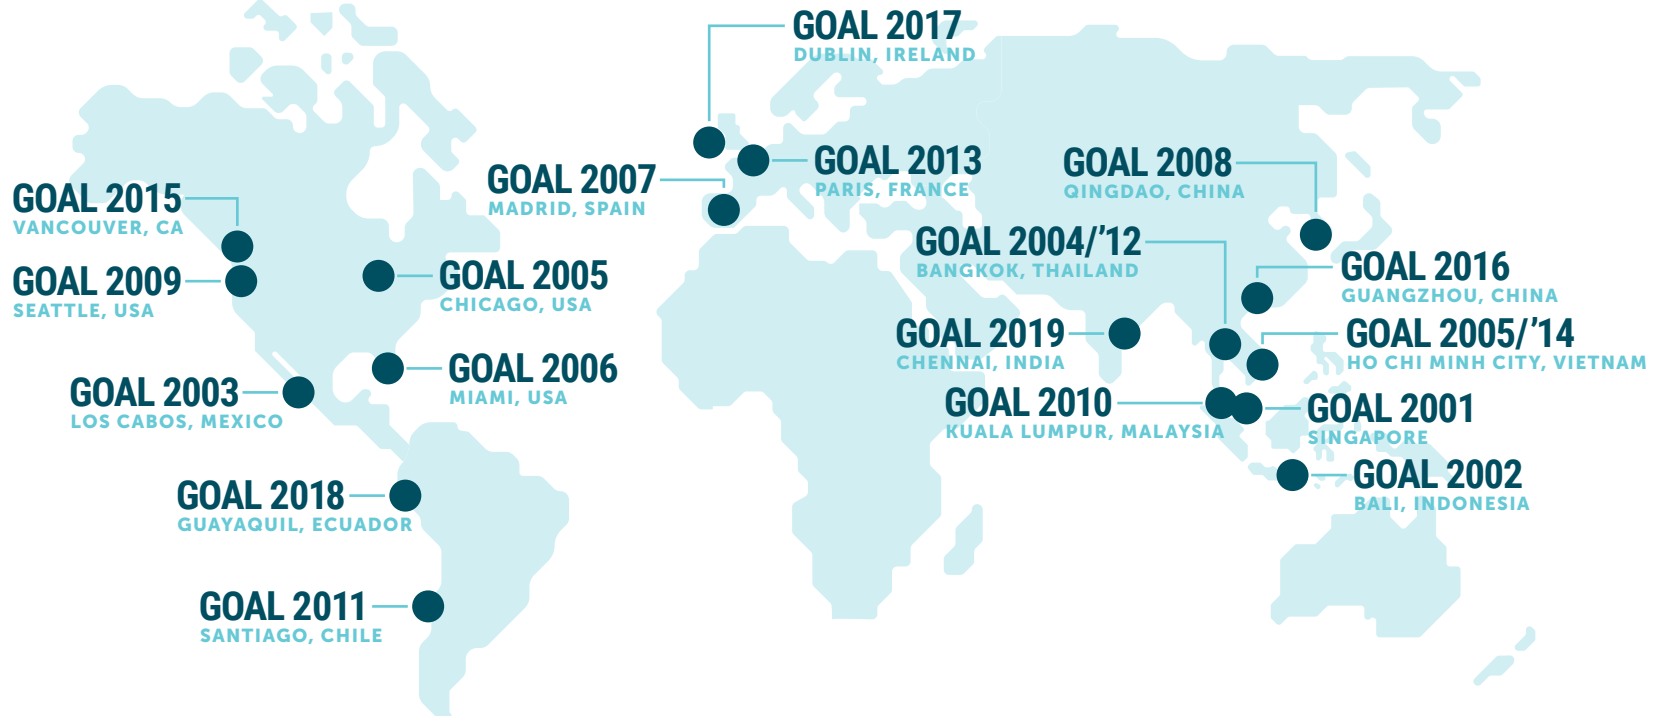 GOAL 2017
DUBLIN, IRELAND
GOAL 2013
PARIS, FRANCE
GOAL 2008
QINGDAO, CHINA
GOAL 2007
MADRID, SPAIN
GOAL 2015
VANCOUVER, CA
GOAL 2004/’12
BANGKOK, THAILAND
GOAL 2016
GUANGZHOU, CHINA
GOAL 2009
SEATTLE, USA
GOAL 2005
CHICAGO, USA
GOAL 2019
CHENNAI, INDIA
GOAL 2005/’14
HO CHI MINH CITY, VIETNAM
GOAL 2006
MIAMI, USA
GOAL 2003
LOS CABOS, MEXICO
GOAL 2010
KUALA LUMPUR, MALAYSIA
GOAL 2001
SINGAPORE
GOAL 2002
BALI, INDONESIA
GOAL 2018
GUAYAQUIL, ECUADOR
GOAL 2011
SANTIAGO, CHILE